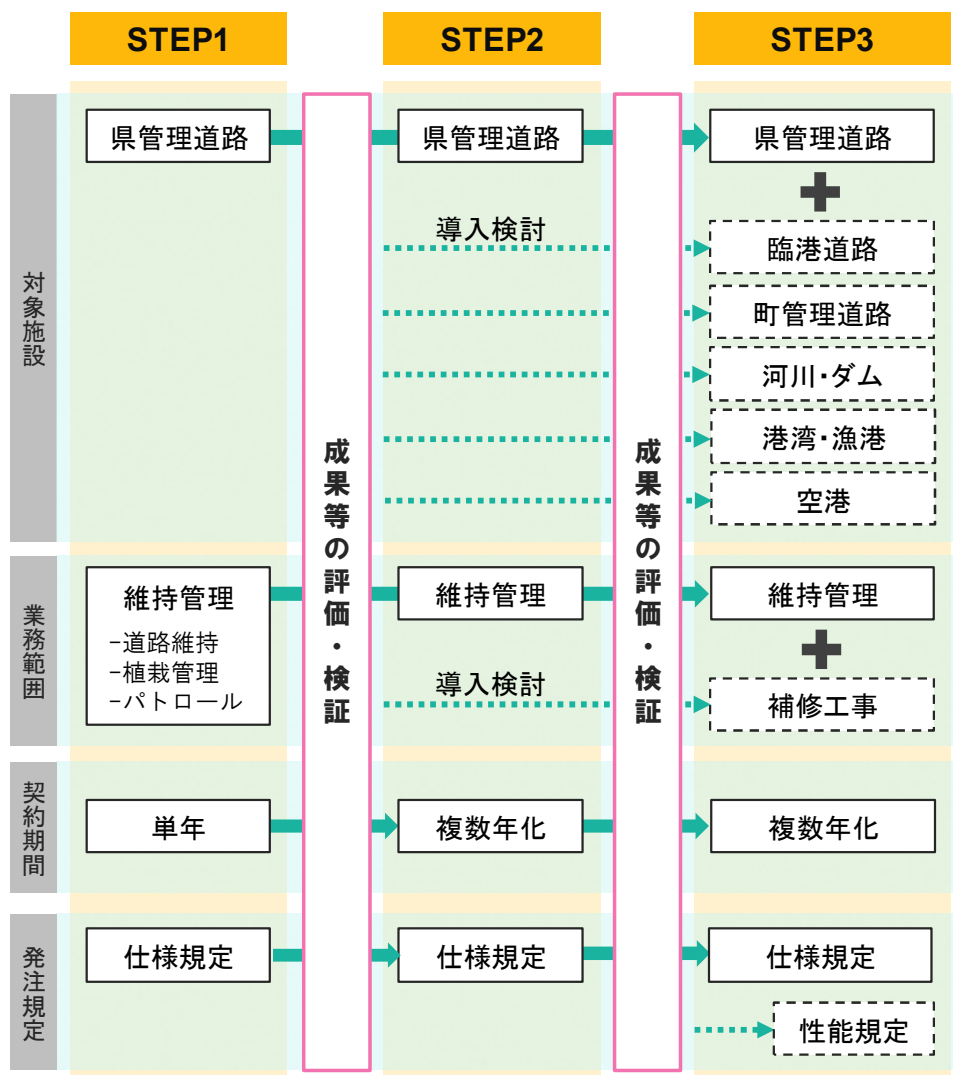 STEP1
STEP2
STEP3
対象施設
県管理道路
県管理道路
県管理道路
+
導入検討
臨港道路
町管理道路
河川・ダム
港湾・漁港
空港
成果等の評価・検証
成果等の評価・検証
業務範囲
維持管理
-道路維持
-植栽管理
-パトロール
維持管理
維持管理
+
導入検討
補修工事
契約期間
単年
複数年化
複数年化
発注規定
仕様規定
仕様規定
仕様規定
性能規定